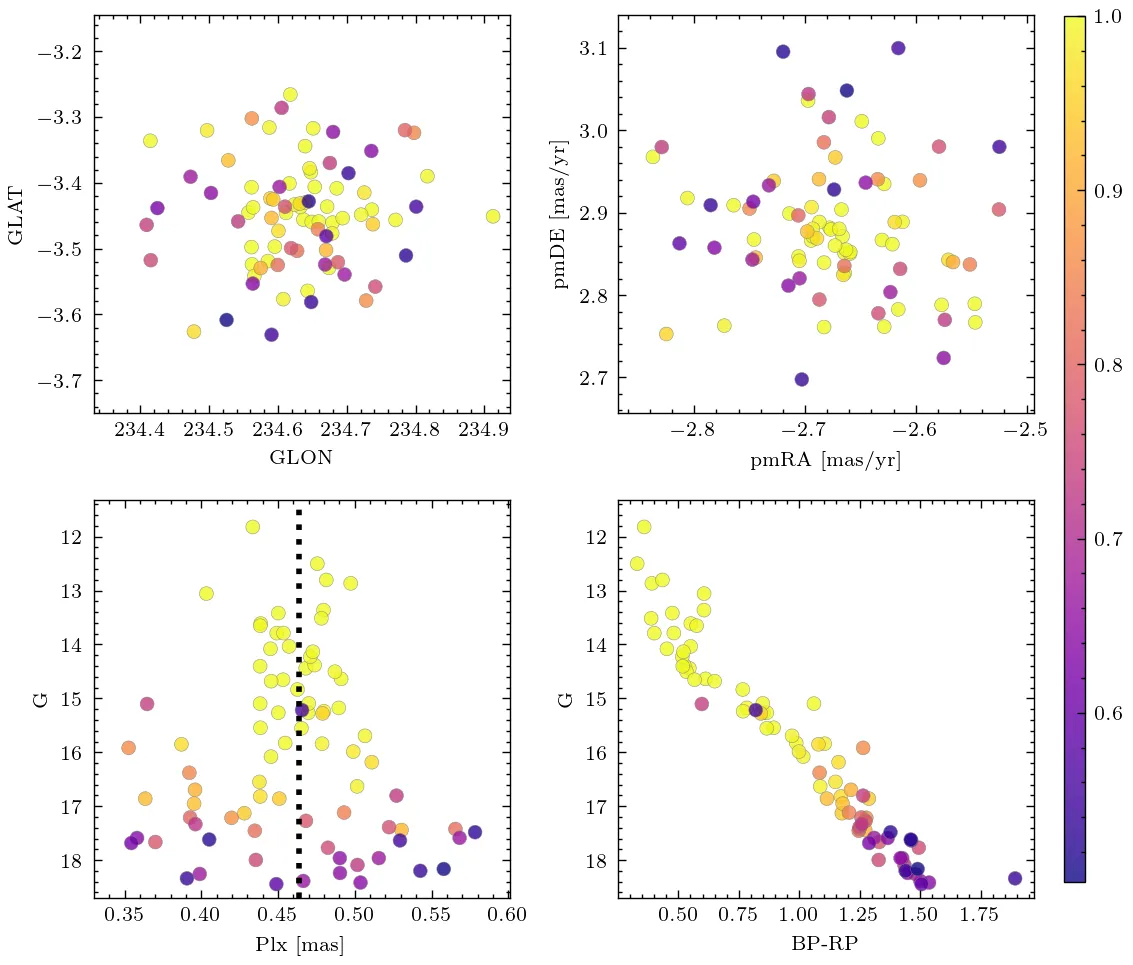 −3.2
−3.3
−3.4
−3.5
−3.6
−3.7
GLAT
234.4 234.5 234.6 234.7 234.8 234.9
GLON
3.1
3.0
2.9
2.8
2.7
pmDE [mas/yr]
−2.8 −2.7 −2.6 −2.5
pmRA [mas/yr]
1.0
0.9
0.8
0.7
0.6
12
13
14
15
16
17
18
G
0.35 0.40 0.45 0.50 0.55 0.60
Plx [mas]
12
13
14
15
16
17
18
G
0.50 0.75 1.00 1.25 1.50 1.75
BP-RP